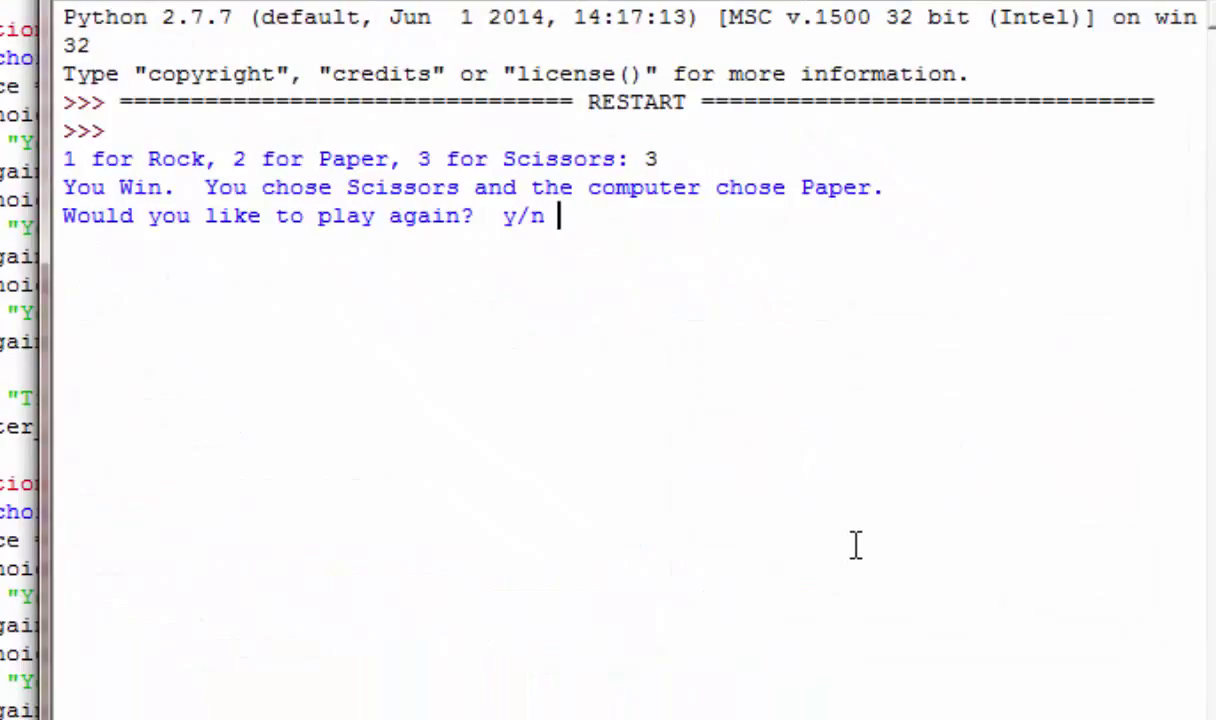 Python 2.7.7 (default, Jun  1 2014, 14:17:13) [MSC v.1500 32 bit (Intel)] on win
32
Type "copyright", "credits" or "license()" for more information.
>>> ================================ RESTART ================================
>>>
1 for Rock, 2 for Paper, 3 for Scissors: 3
You Win.  You chose Scissors and the computer chose Paper.
Would you like to play again?  y/n